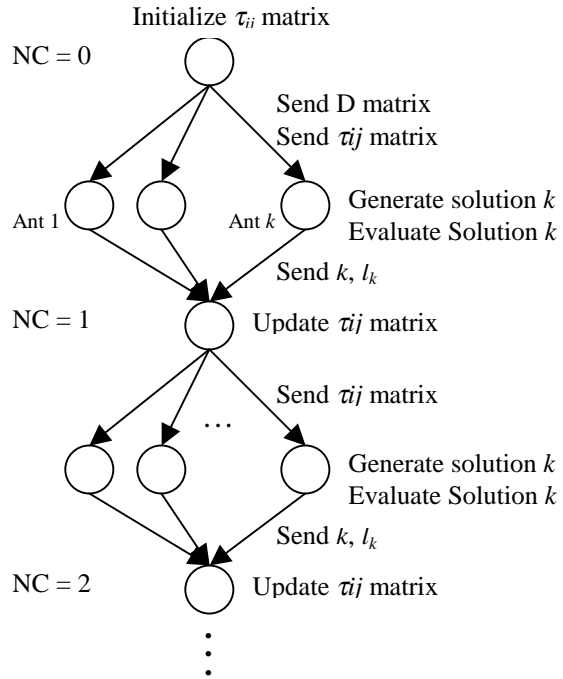 Initialize τii matrix
NC = 0
Send D matrix
Send τij matrix
Ant 1
Ant k
Generate solution k
Evaluate Solution k
Send k, lk
NC = 1
Update τij matrix
Send τij matrix
...
Generate solution k
Evaluate Solution k
Send k, lk
NC = 2
Update τij matrix